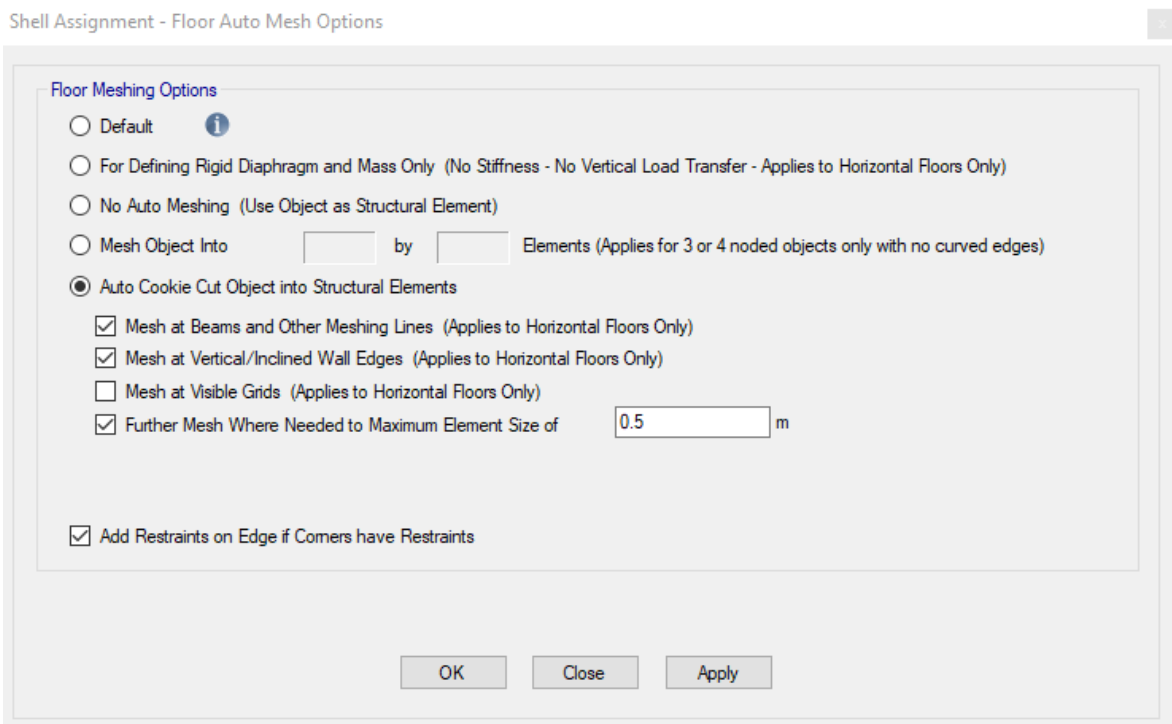 Shell Assignment - Floor Auto Mesh Options
x
Floor Meshing Options
Default i
For Defining Rigid Diaphragm and Mass Only (No Stiffness - No Vertical Load Transfer - Applies to Horizontal Floors Only)
No Auto Meshing (Use Object as Structural Element)
Mesh Object Into by Elements (Applies for 3 or 4 noded objects only with no curved edges)
Auto Cookie Cut Object into Structural Elements
Mesh at Beams and Other Meshing Lines (Applies to Horizontal Floors Only)
Mesh at Vertical/Inclined Wall Edges (Applies to Horizontal Floors Only)
Mesh at Visible Grids (Applies to Horizontal Floors Only)
Further Mesh Where Needed to Maximum Element Size of 0.5 m
Add Restraints on Edge if Corners have Restraints
OK Close Apply